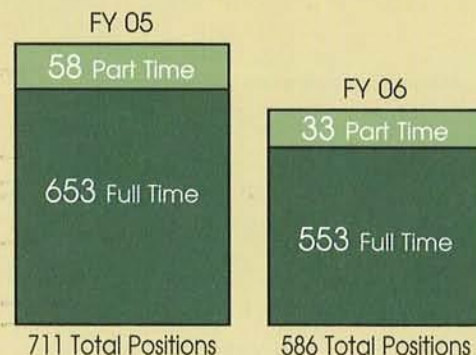 FY 05
58 Part Time
653 Full Time
711 Total Positions
FY 06
33 Part Time
553 Full Time
586 Total Positions